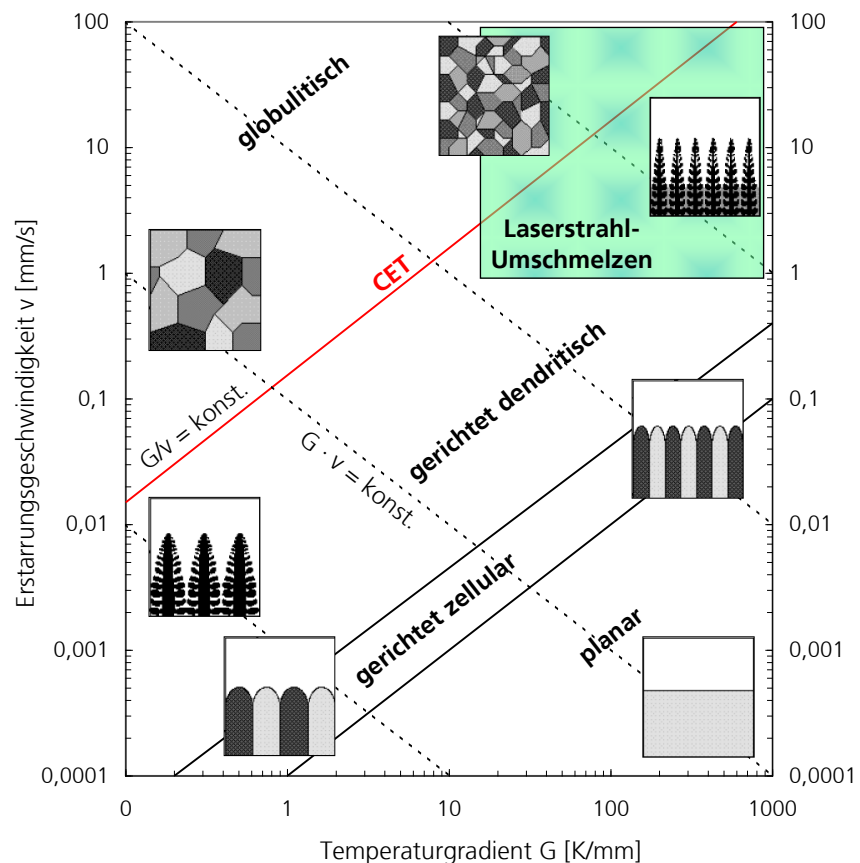 100
10
1
0,1
0,01
0,001
0,0001
Erstarrungsgeschwindigkeit v [mm/s]
globulitisch
CET
Laserstrahl-
Umschmelzen
G/v = konst.
G · v = konst.
gerichtet dendritisch
gerichtet zellular
planar
100
10
1
0,1
0,01
0,001
0,0001
0
1
10
100
1000
Temperaturgradient G [K/mm]